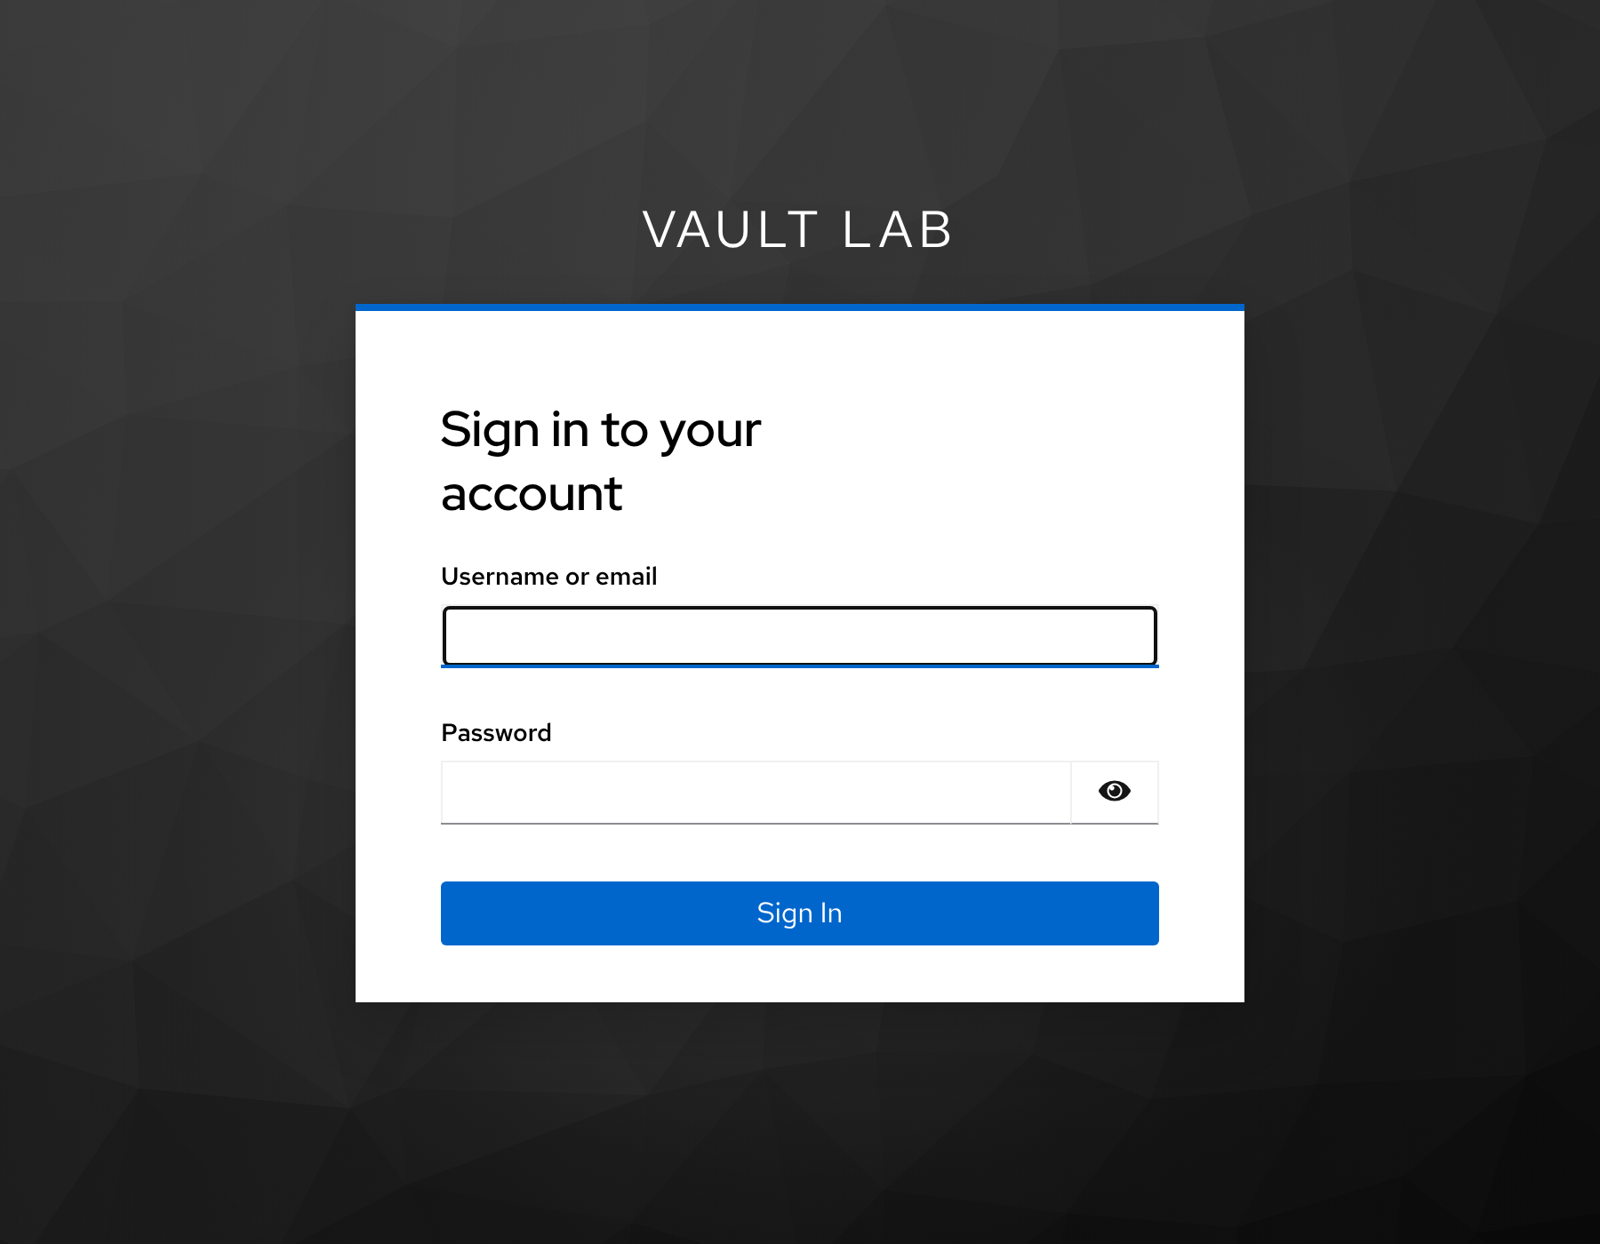 VAULT LAB
Sign in to your
account
Username or email
Password
Sign In